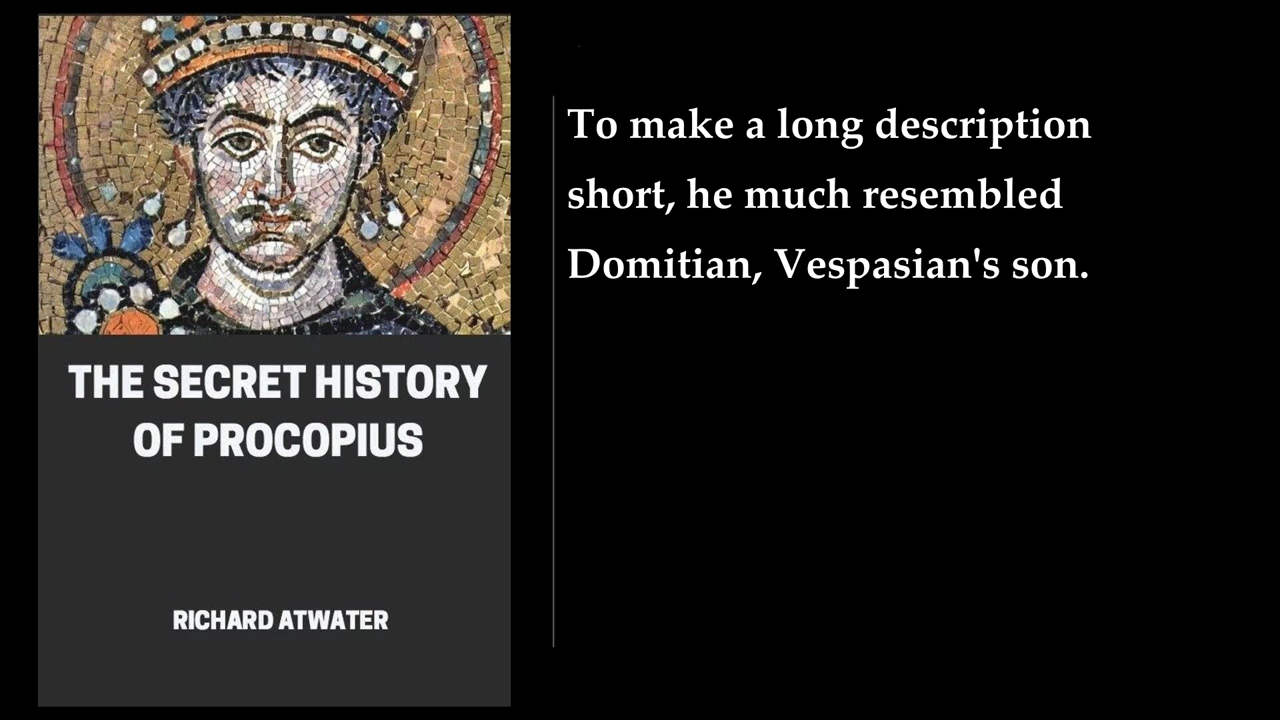 THE SECRET HISTORY
OF PROCOPIUS
RICHARD ATWATER
To make a long description
short, he much resembled
Domitian, Vespasian's son.